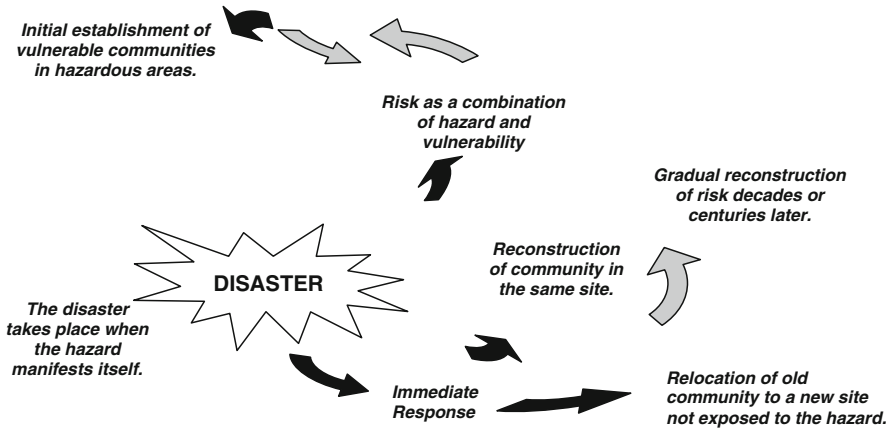 Initial establishment of
vulnerable communities
in hazardous areas.
Risk as a combination
of hazard and
vulnerability
Gradual reconstruction
of risk decades or
centuries later.
Reconstruction
of community in
the same site.
DISASTER
The disaster
takes place when
the hazard
manifests itself.
Immediate
Response
Relocation of old
community to a new site
not exposed to the hazard.